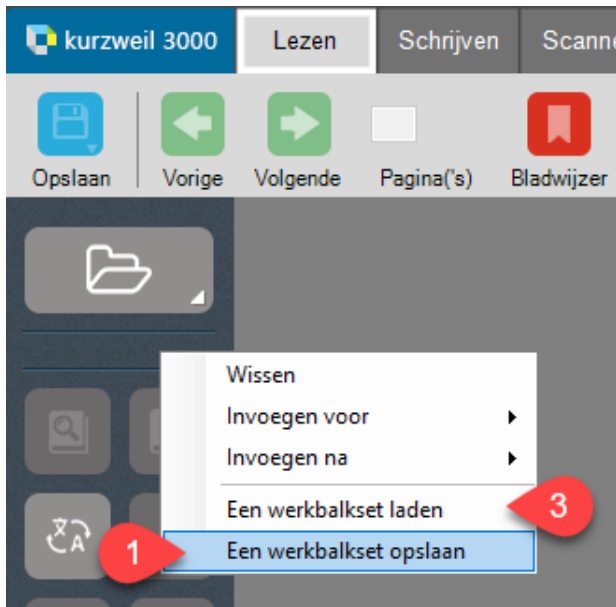 kurzweil 3000 Lezen Schrijven Scanne
Opslaan Vorige Volgende Pagina('s) Bladwijzer
Wissen
Invoegen voor
Invoegen na
Een werkbalkset laden 3
1 Een werkbalkset opslaan